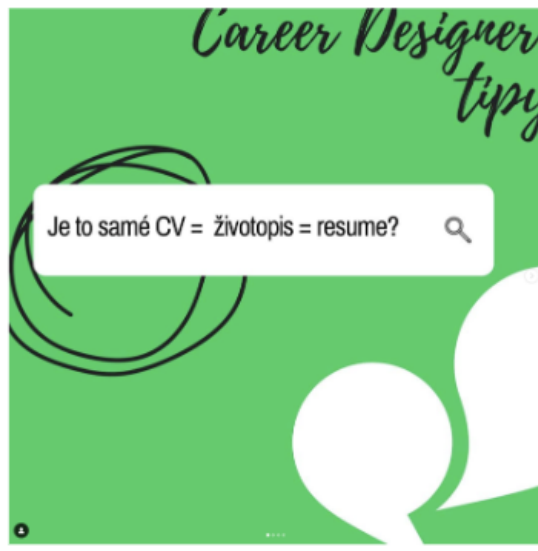 Career Designer
tipy
Je to samé CV = životopis = resume?